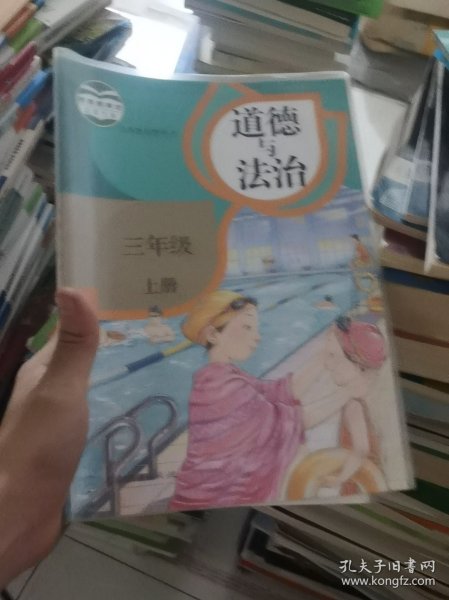 道德
与
法治
三年级
上册
孔夫子旧书网
www.kongfz.com